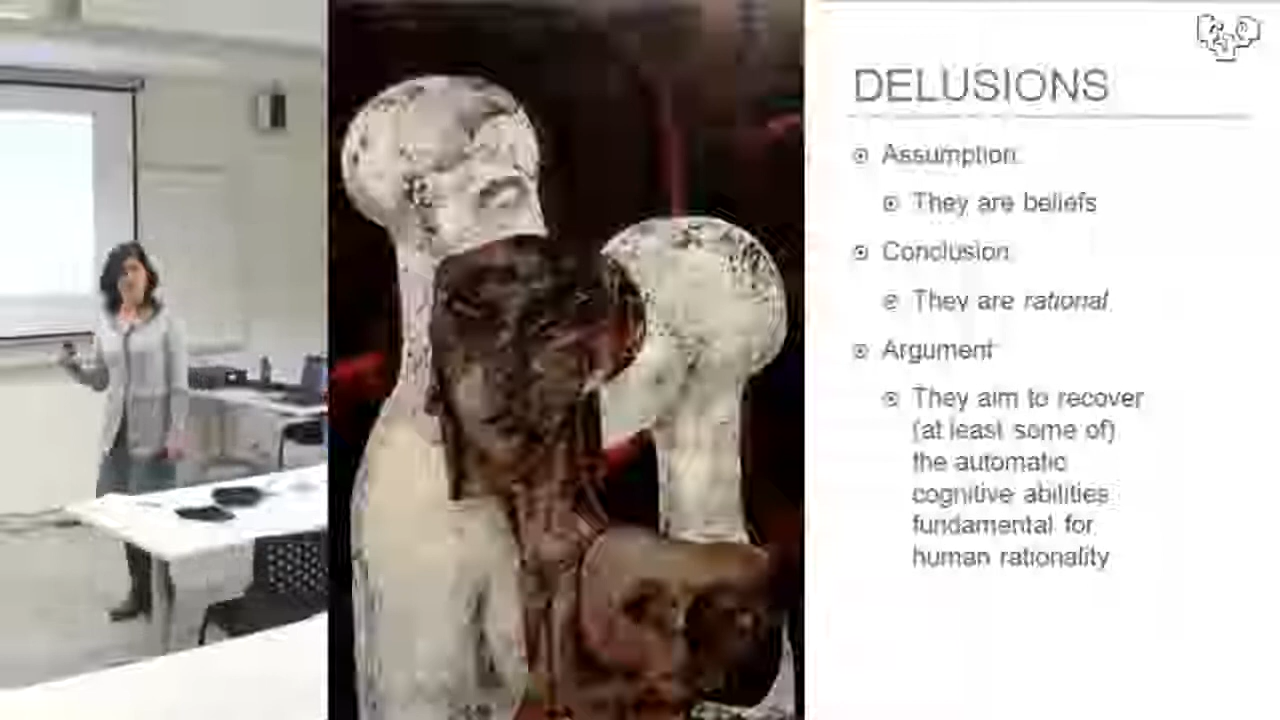 DELUSIONS
Assumption:
They are beliefs
Conclusion:
They are rational.
Argument:
They aim to recover
(at least some of)
the automatic
cognitive abilities
fundamental for
human rationality